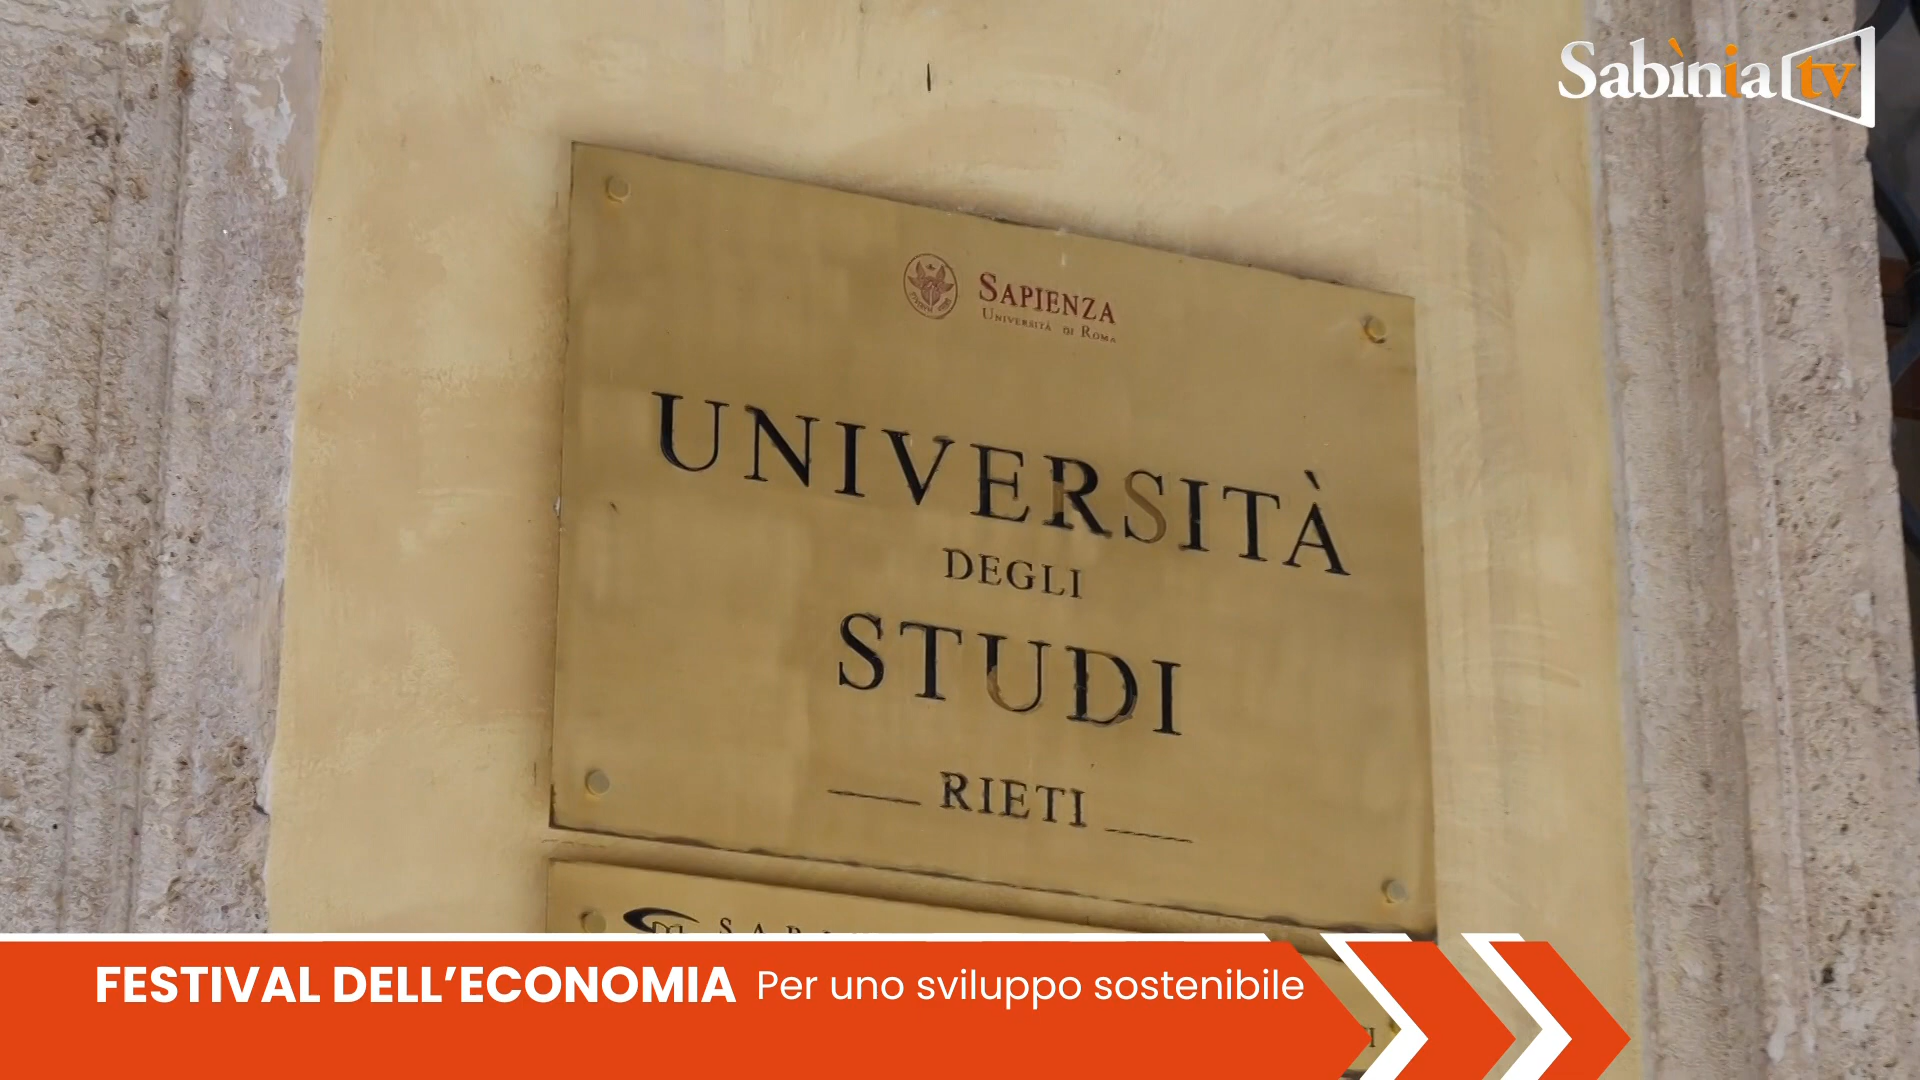 Sabìnia tv
SAPIENZA
UNIVERSITÀ DI ROMA
UNIVERSITÀ
DEGLI
STUDI
RIETI
FESTIVAL DELL’ECONOMIA Per uno sviluppo sostenibile